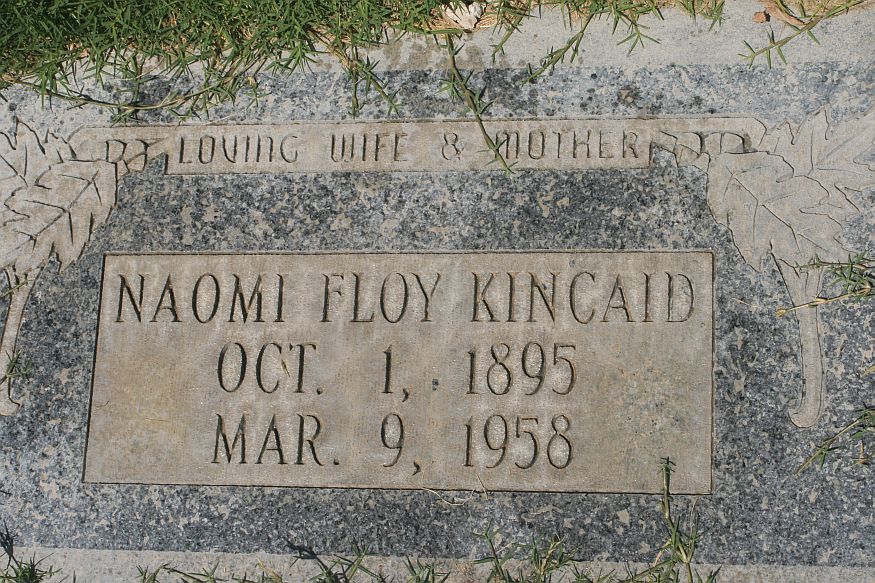 LOVING WIFE & MOTHER
NAOMI FLOY KINCAID
OCT. 1, 1895
MAR. 9, 1958